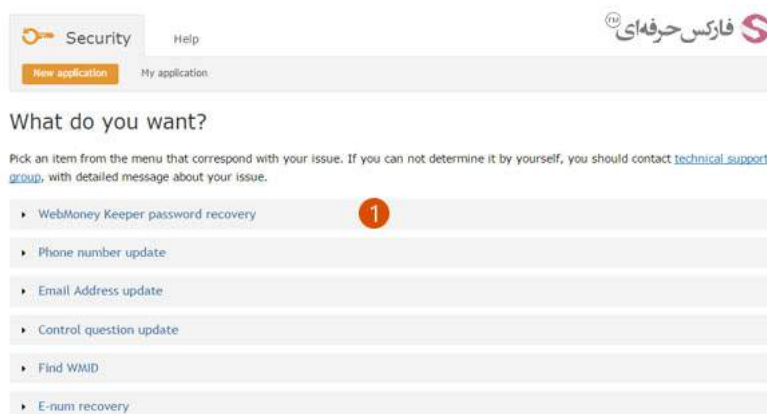 Security
Help
فارکس‌حرفه‌ای TM
New application
My application
What do you want?
Pick an item from the menu that correspond with your issue. If you can not determine it by yourself, you should contact technical support
group, with detailed message about your issue.
WebMoney Keeper password recovery
1
Phone number update
Email Address update
Control question update
Find WMID
E-num recovery